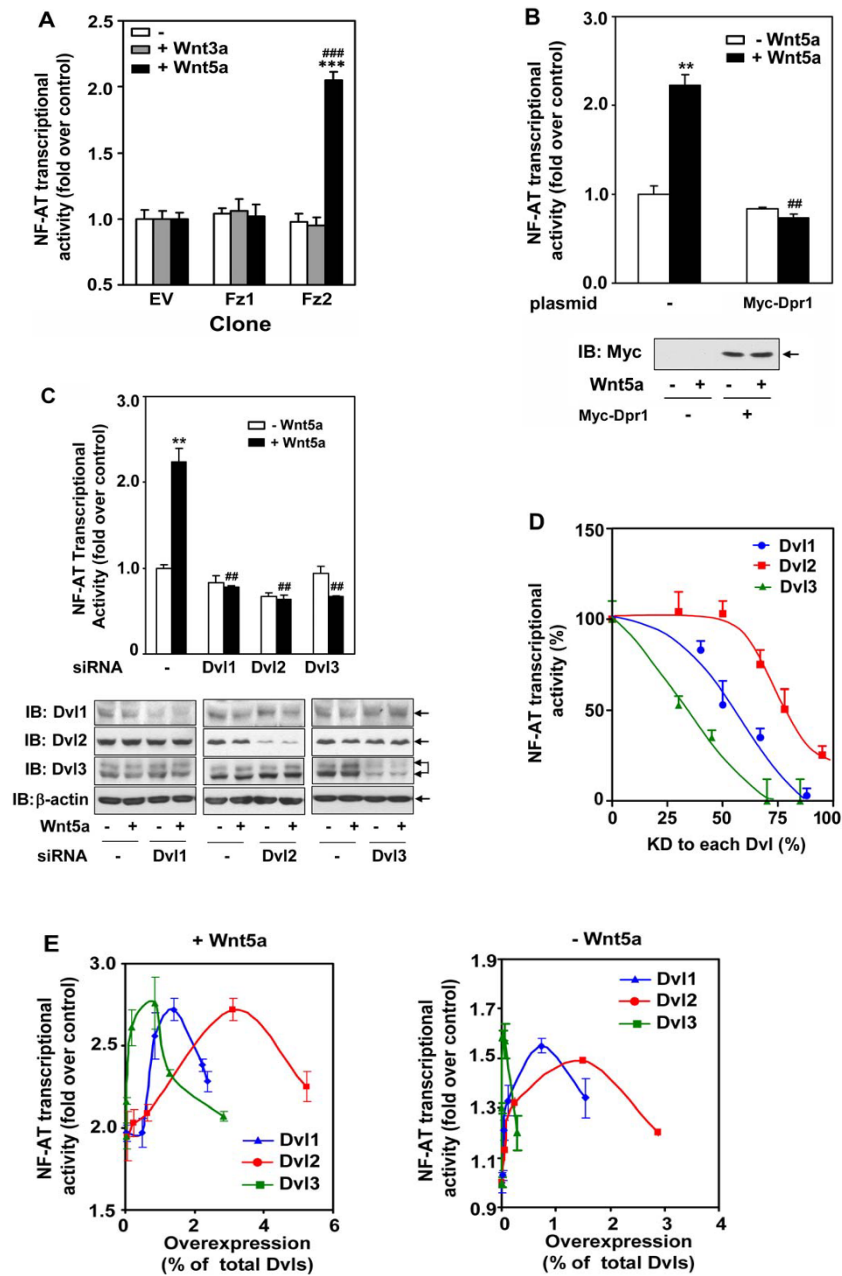 A
-
+ Wnt3a
+ Wnt5a
###
***
NF-AT transcriptional
activity (fold over control)
2.5
2.0
1.5
1.0
0.5
EV Fz1 Fz2
Clone
B
- Wnt5a
+ Wnt5a
**
##
NF-AT transcriptional
activity (fold over control)
3.0
2.0
1.0
0.0
plasmid - Myc-Dpr1
IB: Myc
Wnt5a - + - +
Myc-Dpr1 - +
C
- Wnt5a
+ Wnt5a
**
## ## ##
NF-AT Transcriptional
Activity (fold over control)
3.0
2.0
1.0
0
siRNA - Dvl1 Dvl2 Dvl3
IB: Dvl1
IB: Dvl2
IB: Dvl3
IB:β-actin
Wnt5a - + - + - + - + - + - +
siRNA - Dvl1 - Dvl2 - Dvl3
D
Dvl1
Dvl2
Dvl3
NF-AT transcriptional
activity (%)
150
100
50
0
0 25 50 75 100
KD to each Dvl (%)
E
+ Wnt5a
NF-AT transcriptional
activity (fold over control)
3.0
2.5
2.0
1.5
Dvl1
Dvl2
Dvl3
0 2 4 6
Overexpression
(% of total Dvls)
- Wnt5a
NF-AT transcriptional
activity (fold over control)
1.9
1.7
1.5
1.3
1.1
0.9
Dvl1
Dvl2
Dvl3
0 1 2 3 4
Overexpression
(% of total Dvls)